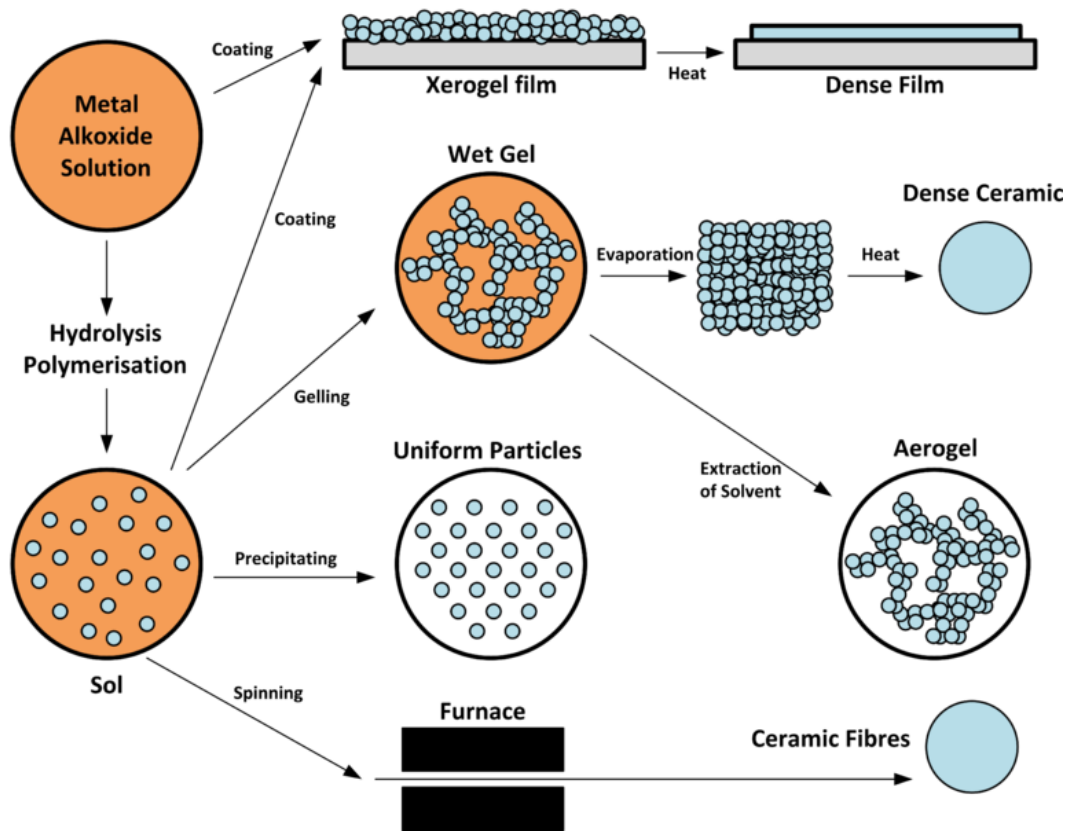 Coating
Xerogel film
Heat
Dense Film
Metal
Alkoxide
Solution
Coating
Wet Gel
Evaporation
Heat
Dense Ceramic
Hydrolysis
Polymerisation
Gelling
Uniform Particles
Extraction
of Solvent
Aerogel
Precipitating
Sol
Spinning
Furnace
Ceramic Fibres